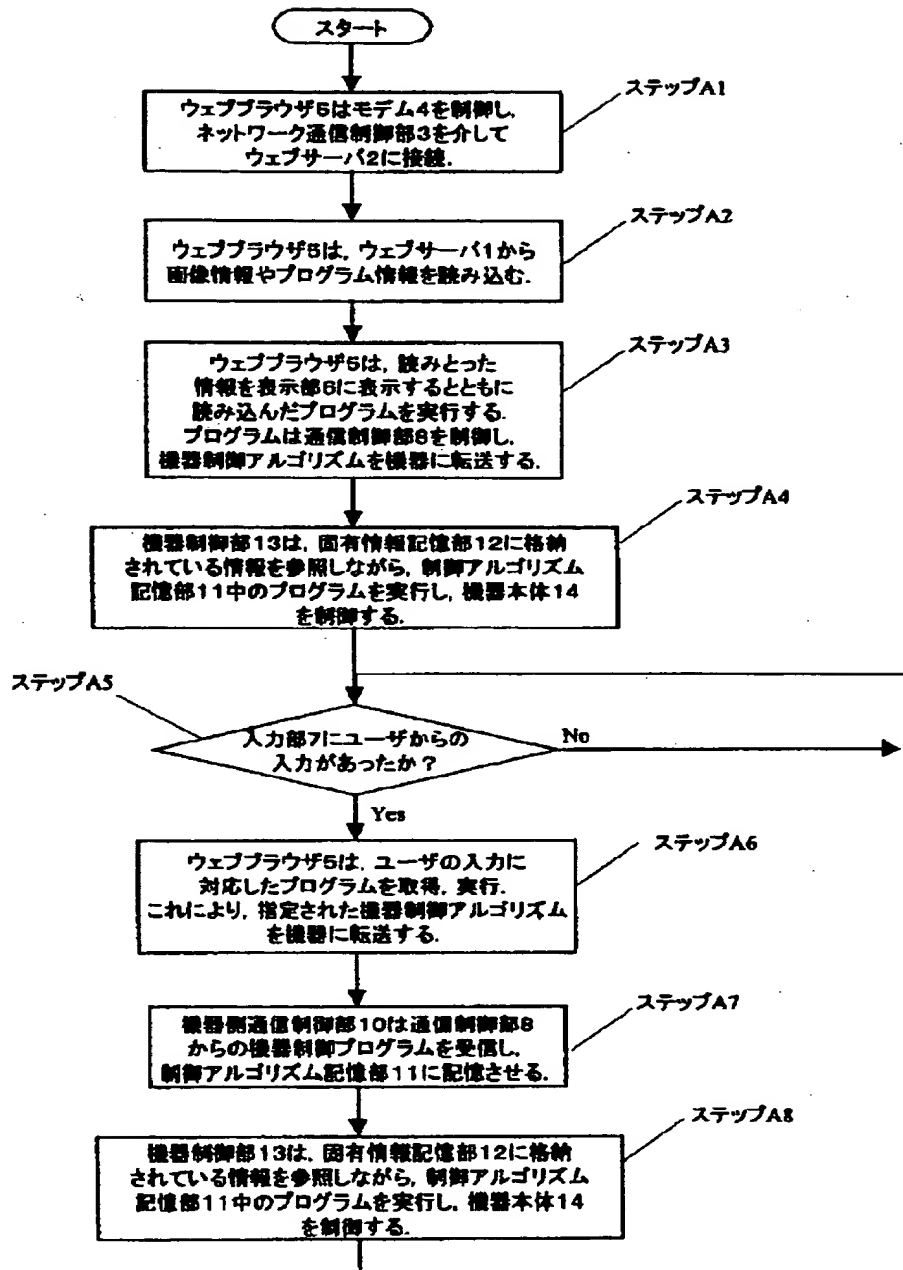 スタート
ステップA1
ウェブブラウザ5はモデム4を制御し,
ネットワーク通信制御部3を介して
ウェブサーバ2に接続.
ステップA2
ウェブブラウザ5は, ウェブサーバ1から
画像情報やプログラム情報を読み込む.
ステップA3
ウェブブラウザ5は, 読みとった
情報を表示部6に表示するとともに
読み込んだプログラムを実行する.
プログラムは通信制御部8を制御し,
機器制御アルゴリズムを機器に転送する.
ステップA4
機器制御部13は, 固有情報記憶部12に格納
されている情報を参照しながら, 制御アルゴリズム
記憶部11中のプログラムを実行し, 機器本体14
を制御する.
ステップA5
入力部7にユーザからの
入力があったか?
No
Yes
ステップA6
ウェブブラウザ5は, ユーザの入力に
対応したプログラムを取得, 実行.
これにより, 指定された機器制御アルゴリズム
を機器に転送する.
ステップA7
機器側通信制御部10は通信制御部8
からの機器制御プログラムを受信し,
制御アルゴリズム記憶部11に記憶させる.
ステップA8
機器制御部13は, 固有情報記憶部12に格納
されている情報を参照しながら, 制御アルゴリズム
記憶部11中のプログラムを実行し, 機器本体14
を制御する.